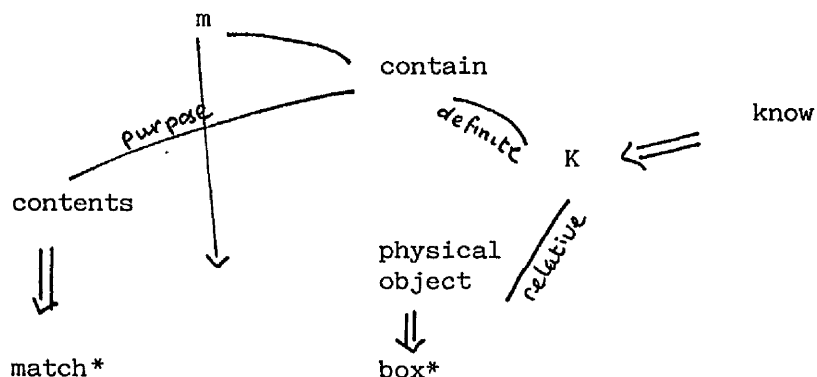 m
contain
purpose
definite
know
K
contents
physical
object
relative
match*
box*